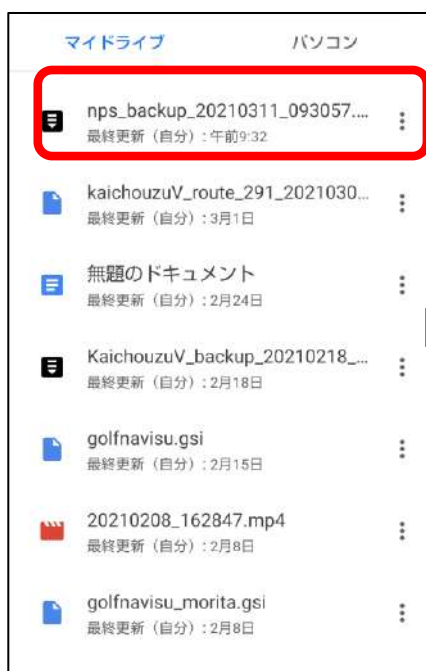 マイドライブ パソコン
nps_backup_20210311_093057....
最終更新（自分）: 午前9:32
kaichouzuV_route_291_2021030...
最終更新（自分）: 3月1日
無題のドキュメント
最終更新（自分）: 2月24日
KaichouzuV_backup_20210218_...
最終更新（自分）: 2月18日
golfnavisu.gsi
最終更新（自分）: 2月15日
20210208_162847.mp4
最終更新（自分）: 2月8日
golfnavisu_morita.gsi
最終更新（自分）: 2月8日